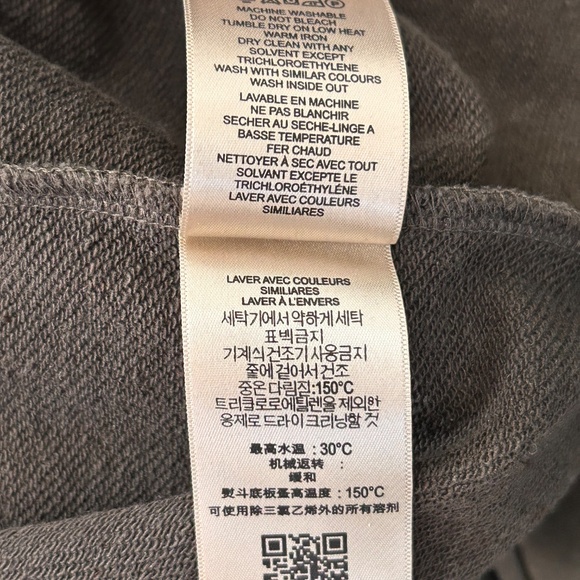 MACHINE WASHABLE
DO NOT BLEACH
TUMBLE DRY ON LOW HEAT
WARM IRON
DRY CLEAN WITH ANY
SOLVENT EXCEPT
TRICHLOROETHYLENE
WASH WITH SIMILAR COLOURS
WASH INSIDE OUT
LAVABLE EN MACHINE
NE PAS BLANCHIR
SECHER AU SECHE-LINGE A
BASSE TEMPERATURE
FER CHAUD
NETTOYER À SEC AVEC TOUT
SOLVANT EXCEPTE LE
TRICHLOROÉTHYLÉNE
LAVER AVEC COULEURS
SIMILIARES
LAVER AVEC COULEURS
SIMILIARES
LAVER À L'ENVERS
세탁기에서 약하게 세탁
표백금지
기계식 건조기 사용금지
줄에 걸어서 건조
중온 다림질:150°C
트리클로로에틸렌을 제외한
용제로 드라이 크리닝할 것
最高水温：30°C
机械返转：
缓和
熨斗底板最高温度：150°C
可使用除三氯乙烯外的所有溶剂